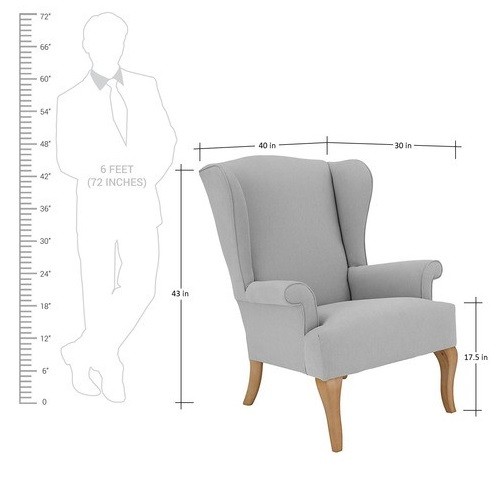 72"
66"
60"
54"
48"
42"
36"
30"
24"
18"
12"
6"
0
6 FEET
(72 INCHES)
40 in
30 in
43 in
17.5 in